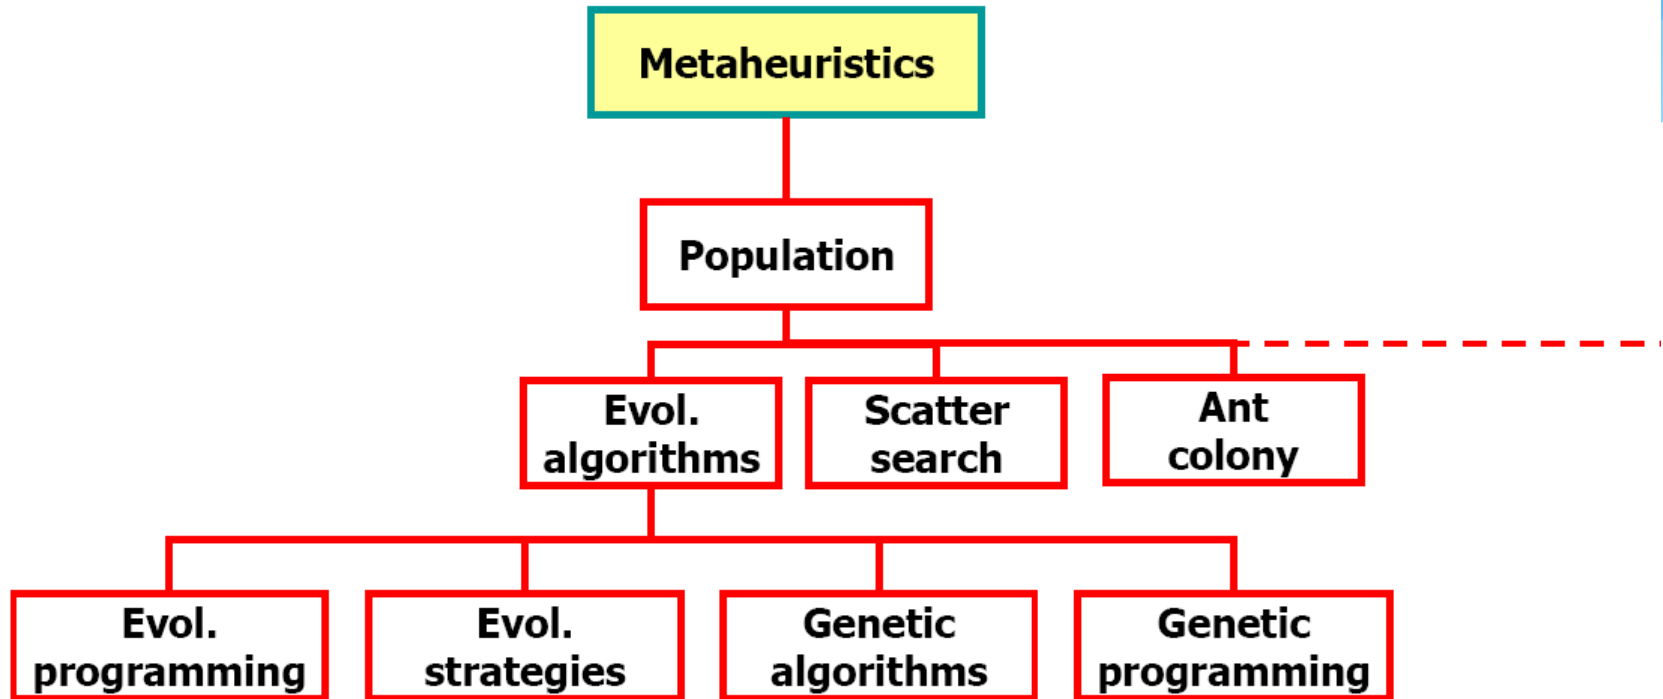 Metaheuristics
Population
Evol.
algorithms
Scatter
search
Ant
colony
Evol.
programming
Evol.
strategies
Genetic
algorithms
Genetic
programming